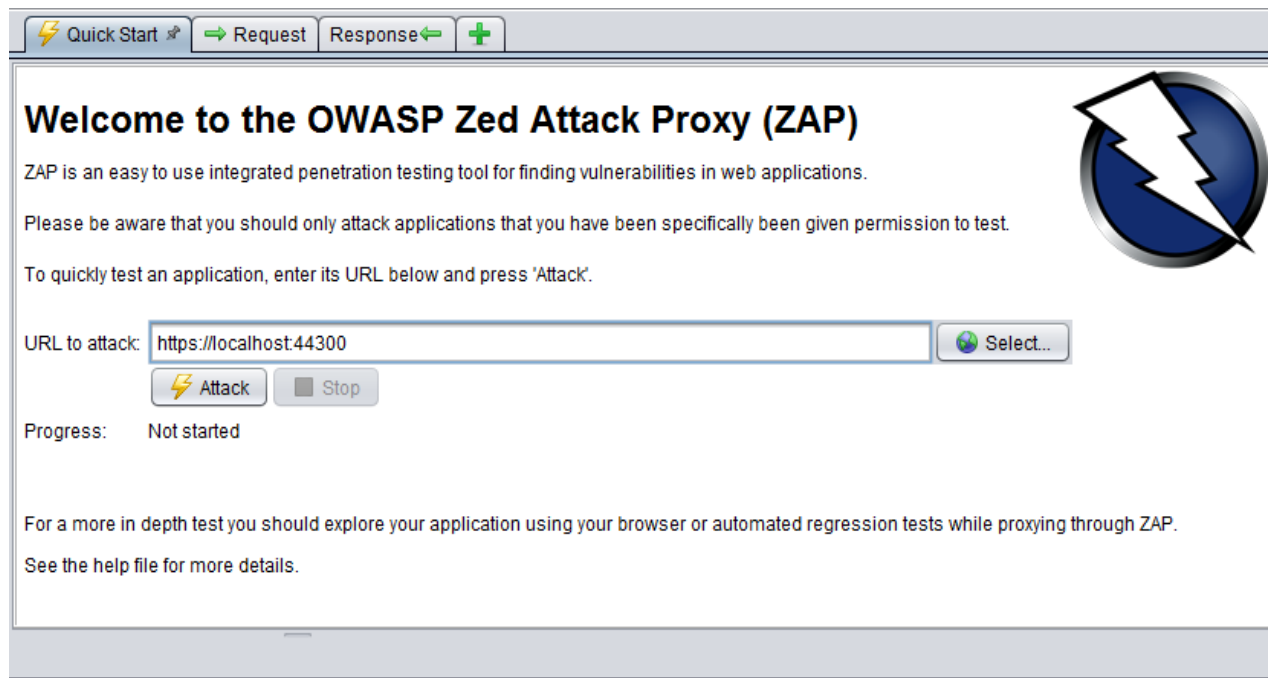 Quick Start
Request
Response
Welcome to the OWASP Zed Attack Proxy (ZAP)
ZAP is an easy to use integrated penetration testing tool for finding vulnerabilities in web applications.
Please be aware that you should only attack applications that you have been specifically been given permission to test.
To quickly test an application, enter its URL below and press 'Attack'.
URL to attack: https://localhost:44300 Select...
Attack Stop
Progress: Not started
For a more in depth test you should explore your application using your browser or automated regression tests while proxying through ZAP.
See the help file for more details.